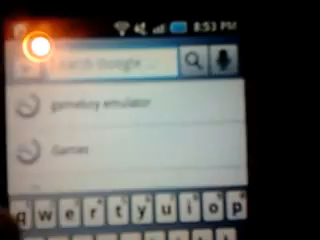 8:53 PM
Search Google
gameboy emulator
Games
q w e r t y u i o p